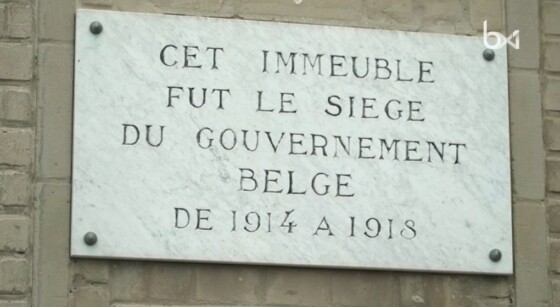 CET IMMEUBLE
FUT LE SIEGE
DU GOUVERNEMENT
BELGE
DE 1914 A 1918